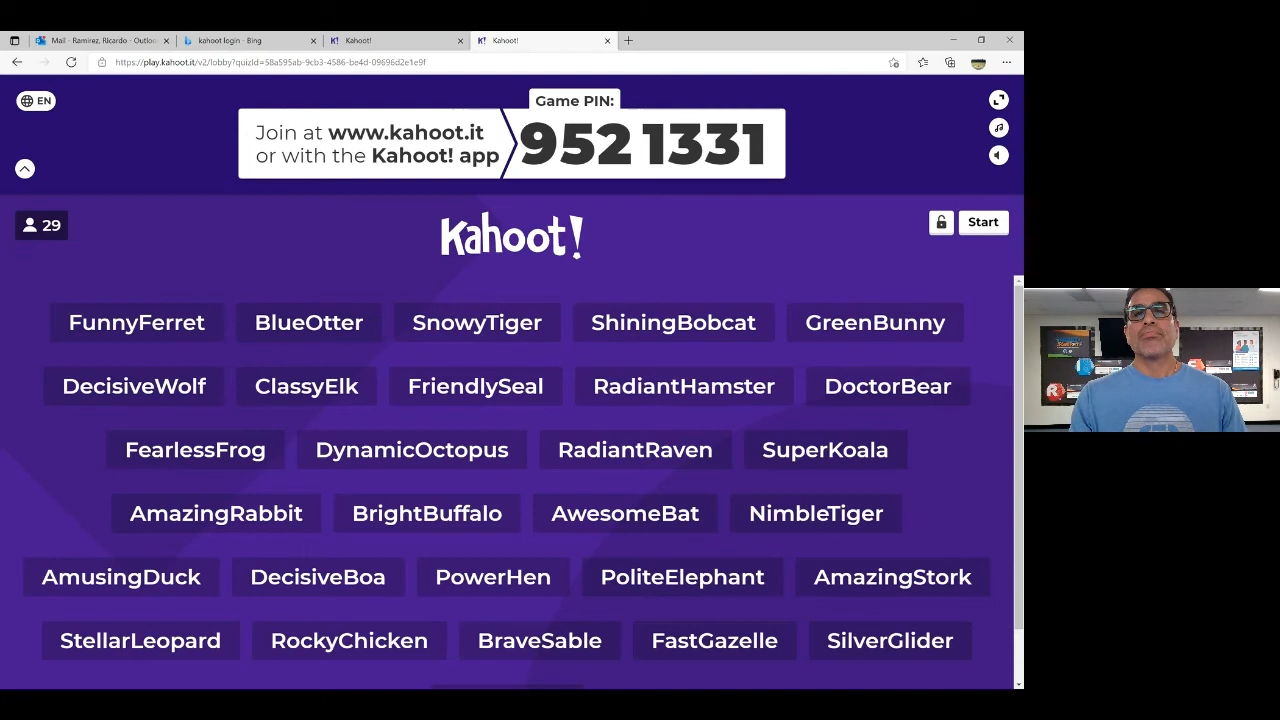 Mail - Ramirez, Ricardo - Outloo
kahoot login - Bing
Kahoot!
Kahoot!
https://play.kahoot.it/v2/lobby?quizId=58a595ab-9cb3-4586-be4d-09696d2e1e9f
EN
Game PIN:
Join at www.kahoot.it
or with the Kahoot! app
952 1331
29
Kahoot!
Start
FunnyFerret BlueOtter SnowyTiger ShiningBobcat GreenBunny
DecisiveWolf ClassyElk FriendlySeal RadiantHamster DoctorBear
FearlessFrog DynamicOctopus RadiantRaven SuperKoala
AmazingRabbit BrightBuffalo AwesomeBat NimbleTiger
AmusingDuck DecisiveBoa PowerHen PoliteElephant AmazingStork
StellarLeopard RockyChicken BraveSable FastGazelle SilverGlider